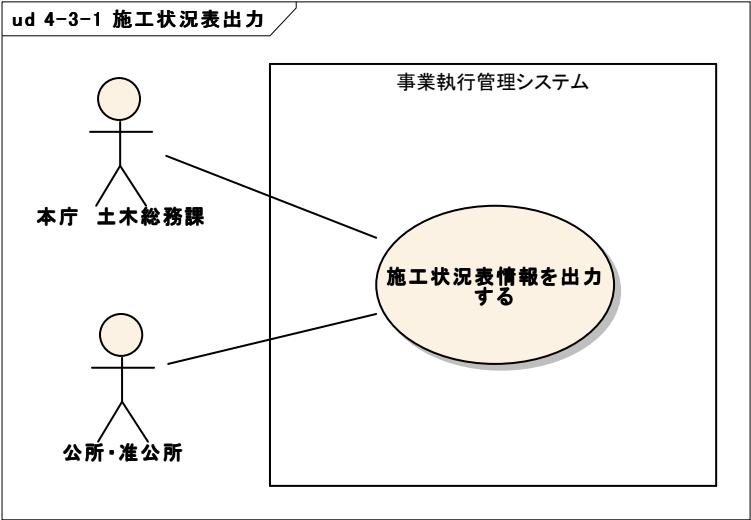 ud 4-3-1 施工状況表出力
事業執行管理システム
本庁　土木総務課
施工状況表情報を出力
する
公所・准公所